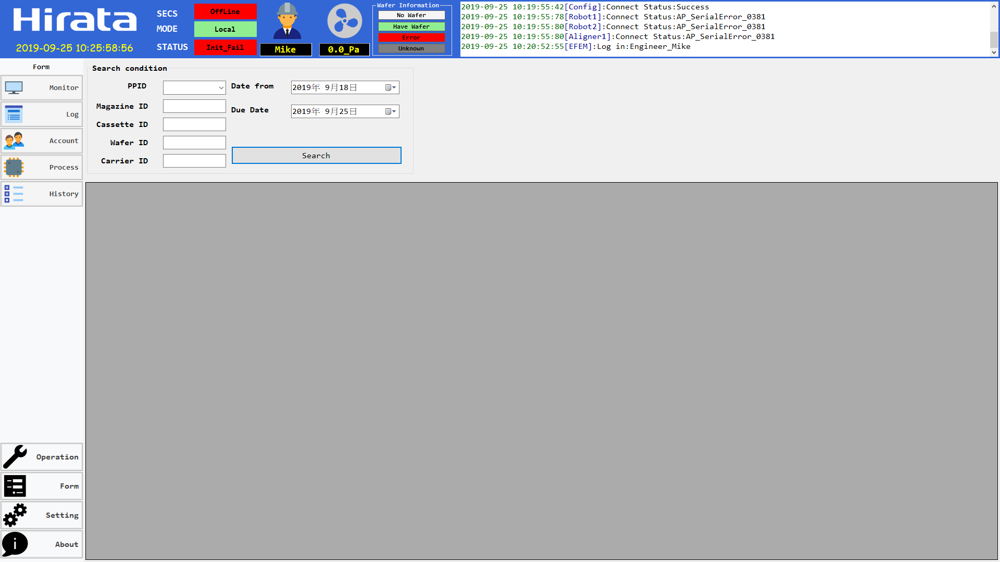 Hirata
2019-09-25 10:25:58:56
SECS OffLine
MODE Local
STATUS Init_Fail
Mike
0.0_Pa
Wafer Information
No Wafer
Have Wafer
Error
Unknown
2019-09-25 10:19:55:42[Config]:Connect Status:Success
2019-09-25 10:19:55:78[Robot1]:Connect Status:AP_SerialError_0381
2019-09-25 10:19:55:80[Robot2]:Connect Status:AP_SerialError_0381
2019-09-25 10:19:55:80[Aligner1]:Connect Status:AP_SerialError_0381
2019-09-25 10:20:52:55[EFEM]:Log in:Engineer_Mike
Form
Monitor
Log
Account
Process
History
Search condition
PPID
Magazine ID
Cassette ID
Wafer ID
Carrier ID
Date from 2019年 9月18日
Due Date 2019年 9月25日
Search
Operation
Form
Setting
About